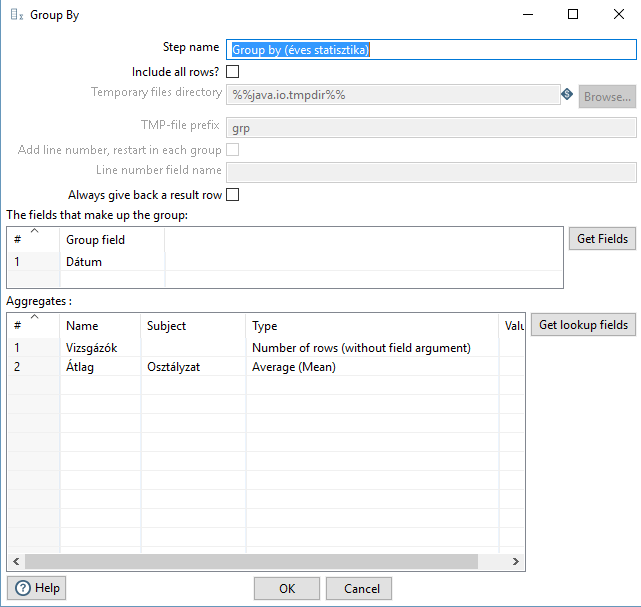 Group By
Step name Group by (éves statisztika)
Include all rows?
Temporary files directory %%java.io.tmpdir%% S Browse...
TMP-file prefix grp
Add line number, restart in each group
Line number field name
Always give back a result row
The fields that make up the group:
# Group field Get Fields
1 Dátum
Aggregates :
# Name Subject Type Valu Get lookup fields
1 Vizsgázók Number of rows (without field argument)
2 Átlag Osztályzat Average (Mean)
? Help OK Cancel